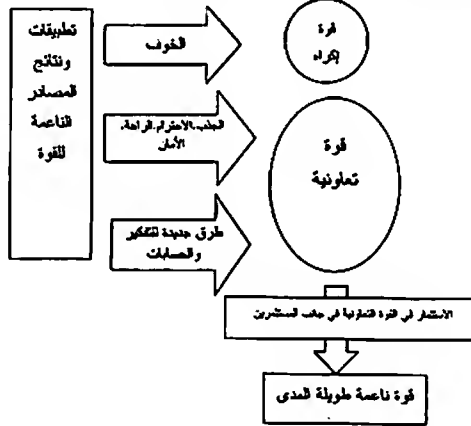 تطبيقات
ونتائج
المصادر
الناعمة
للقوة
الخوف
قوة
إكراه
الجذب، الاحترام، الراحة،
الأمان
قوة
تعاونية
طرق جديدة للتفكير
والحسابات
الاستثمار في القوة التعاونية في جانب المستثمرين
قوة ناعمة طويلة المدى